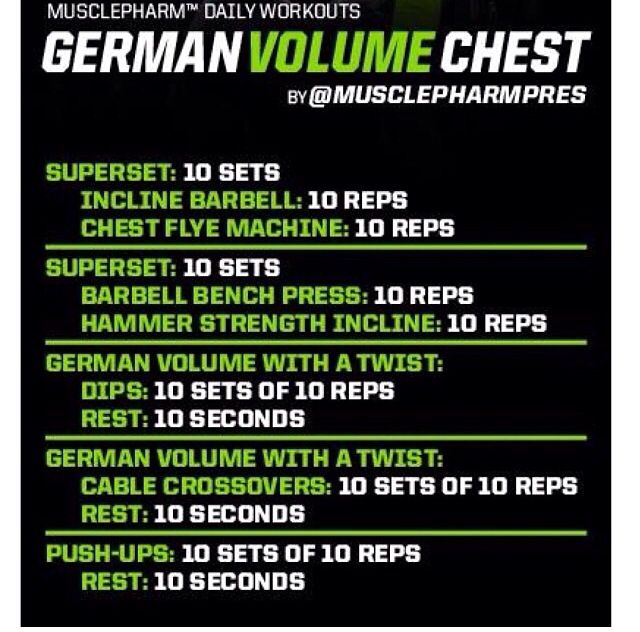 MUSCLEPHARM™ DAILY WORKOUTS
GERMAN VOLUME CHEST
BY @MUSCLEPHARMPRES
SUPERSET: 10 SETS
INCLINE BARBELL: 10 REPS
CHEST FLYE MACHINE: 10 REPS
SUPERSET: 10 SETS
BARBELL BENCH PRESS: 10 REPS
HAMMER STRENGTH INCLINE: 10 REPS
GERMAN VOLUME WITH A TWIST:
DIPS: 10 SETS OF 10 REPS
REST: 10 SECONDS
GERMAN VOLUME WITH A TWIST:
CABLE CROSSOVERS: 10 SETS OF 10 REPS
REST: 10 SECONDS
PUSH-UPS: 10 SETS OF 10 REPS
REST: 10 SECONDS